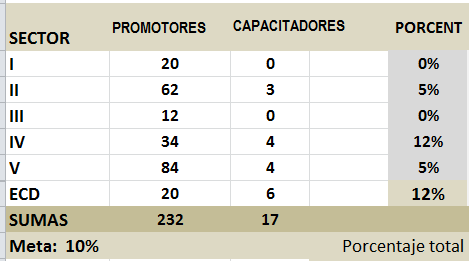 SECTOR PROMOTORES CAPACITADORES PORCENT
I 20 0 0%
II 62 3 5%
III 12 0 0%
IV 34 4 12%
V 84 4 5%
ECD 20 6 12%
SUMAS 232 17
Meta: 10% Porcentaje total